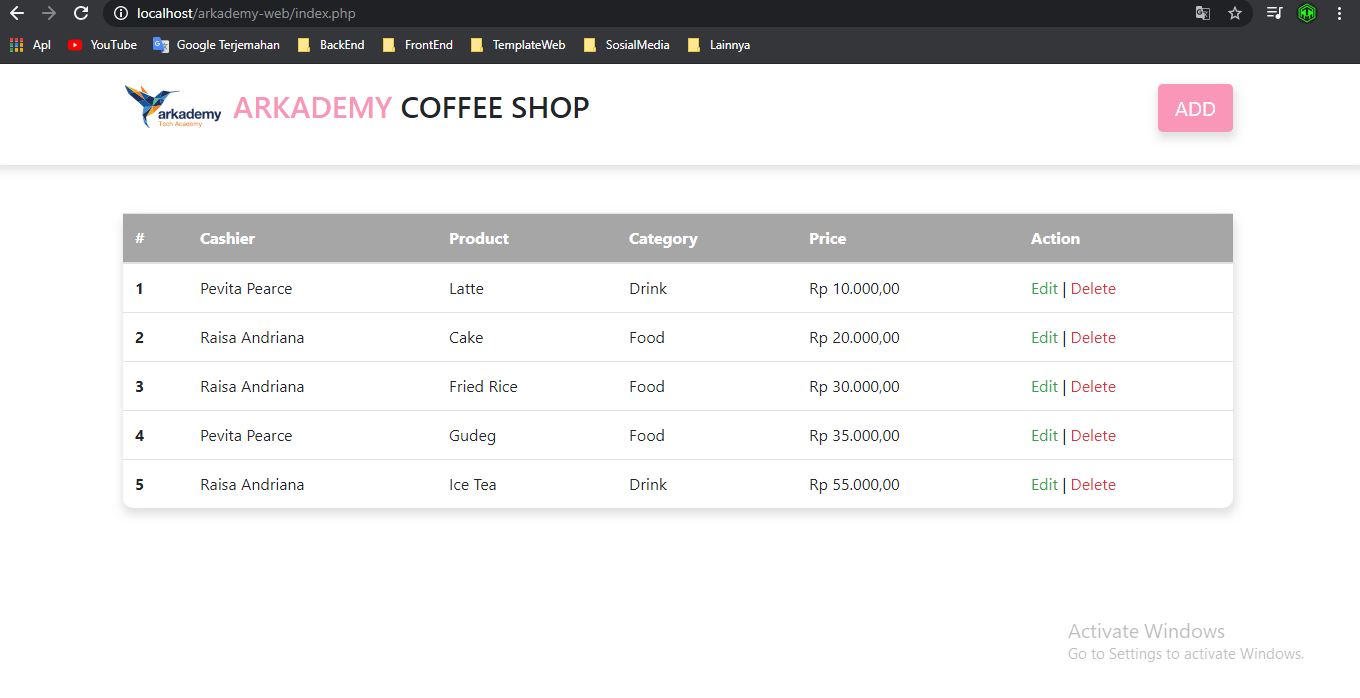 localhost/arkademy-web/index.php
Apl YouTube Google Terjemahan BackEnd FrontEnd TemplateWeb SosialMedia Lainnya
arkademy
Tech Academy
ARKADEMY COFFEE SHOP
ADD
# Cashier Product Category Price Action
1 Pevita Pearce Latte Drink Rp 10.000,00 Edit | Delete
2 Raisa Andriana Cake Food Rp 20.000,00 Edit | Delete
3 Raisa Andriana Fried Rice Food Rp 30.000,00 Edit | Delete
4 Pevita Pearce Gudeg Food Rp 35.000,00 Edit | Delete
5 Raisa Andriana Ice Tea Drink Rp 55.000,00 Edit | Delete
Activate Windows
Go to Settings to activate Windows.